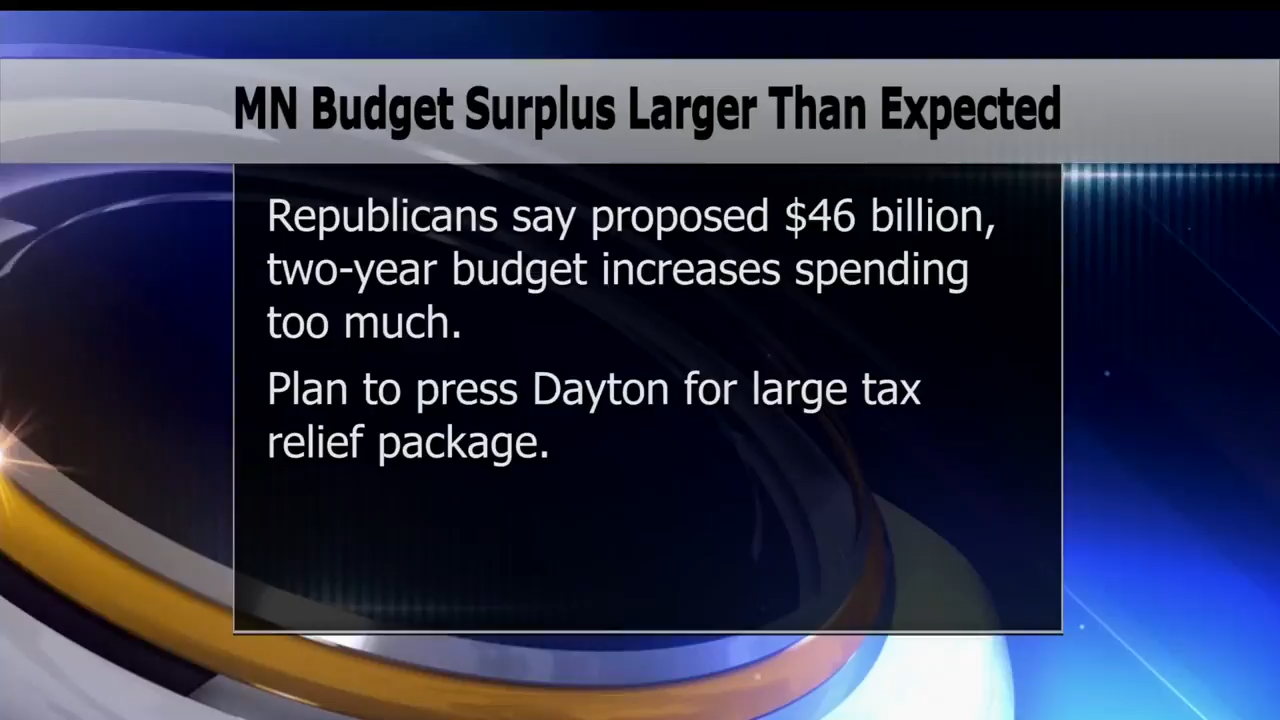 MN Budget Surplus Larger Than Expected
Republicans say proposed $46 billion,
two-year budget increases spending
too much.
Plan to press Dayton for large tax
relief package.